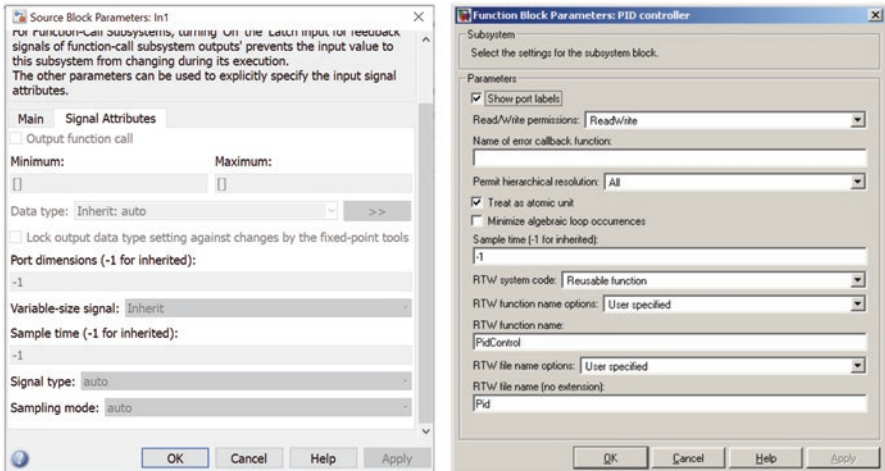 Source Block Parameters: In1
For Function-Call Subsystems, turning 'On' the 'Latch input for feedback
signals of function-call subsystem outputs' prevents the input value to
this subsystem from changing during its execution.
The other parameters can be used to explicitly specify the input signal
attributes.
Main Signal Attributes
Output function call
Minimum: Maximum:
[] []
Data type: Inherit: auto >>
Lock output data type setting against changes by the fixed-point tools
Port dimensions (-1 for inherited):
-1
Variable-size signal: Inherit
Sample time (-1 for inherited):
-1
Signal type: auto
Sampling mode: auto
OK Cancel Help Apply
Function Block Parameters: PID controller
Subsystem
Select the settings for the subsystem block.
Parameters
Show port labels
Read/Write permissions: ReadWrite
Name of error callback function:
Permit hierarchical resolution: All
Treat as atomic unit
Minimize algebraic loop occurrences
Sample time (-1 for inherited):
-1
RTW system code: Reusable function
RTW function name options: User specified
RTW function name:
PidControl
RTW file name options: User specified
RTW file name (no extension):
Pid
OK Cancel Help Apply